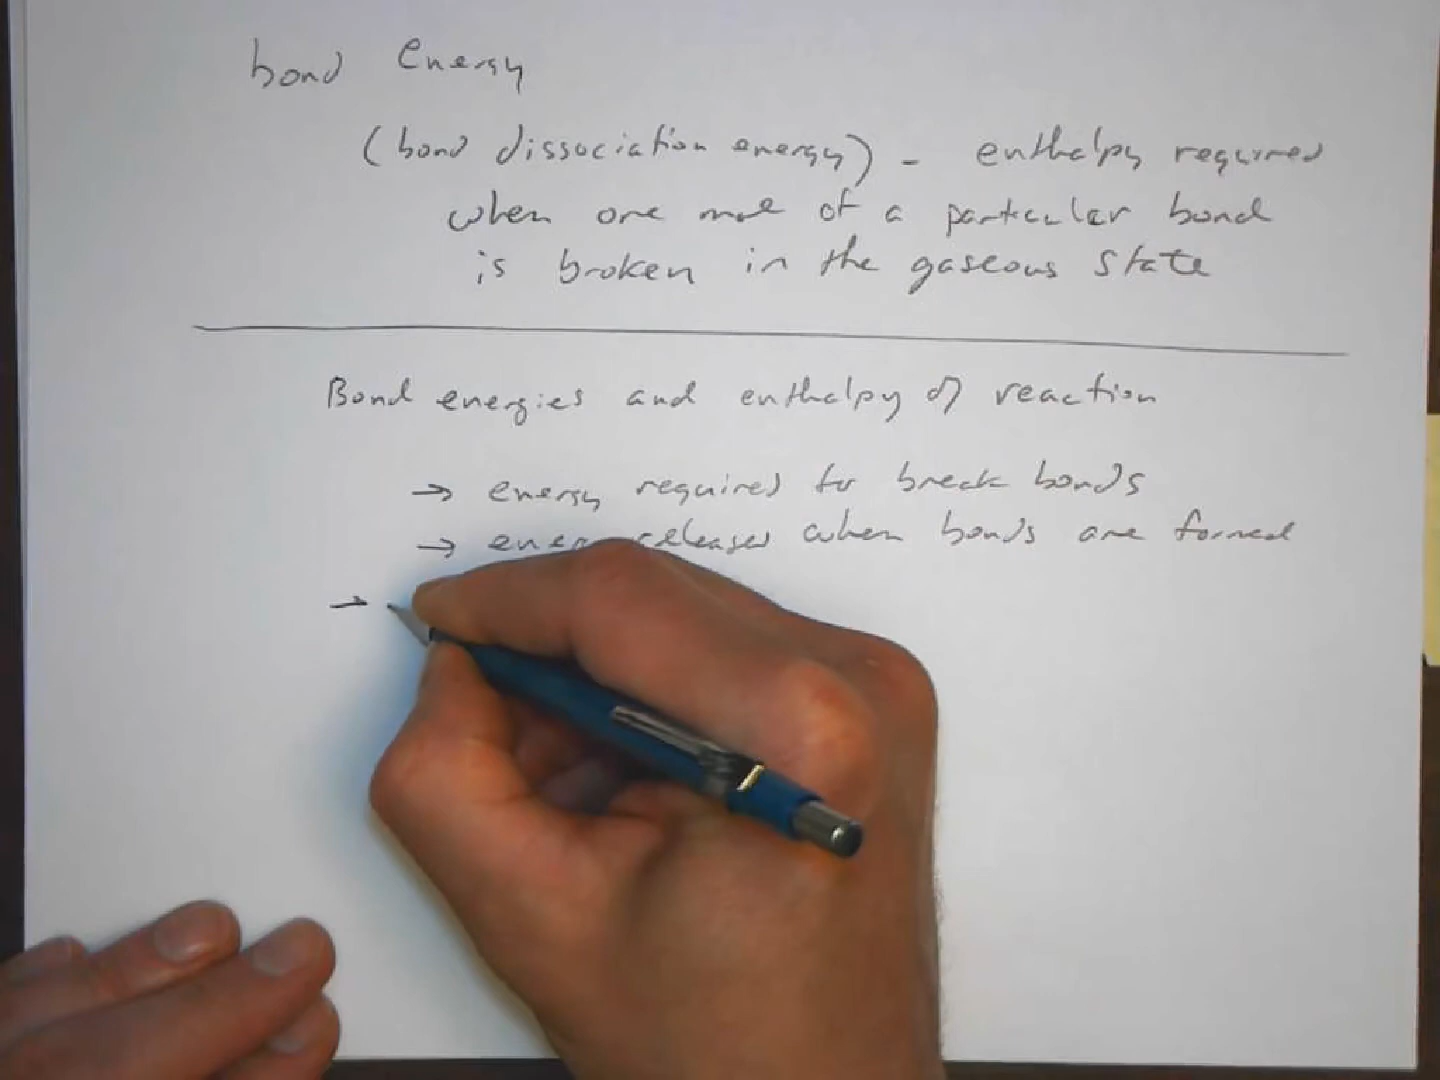 bond energy
(bond dissociation energy) - enthalpy required
when one mole of a particular bond
is broken in the gaseous state
Bond energies and enthalpy of reaction
→ energy required to break bonds
→ released when bonds are formed
→